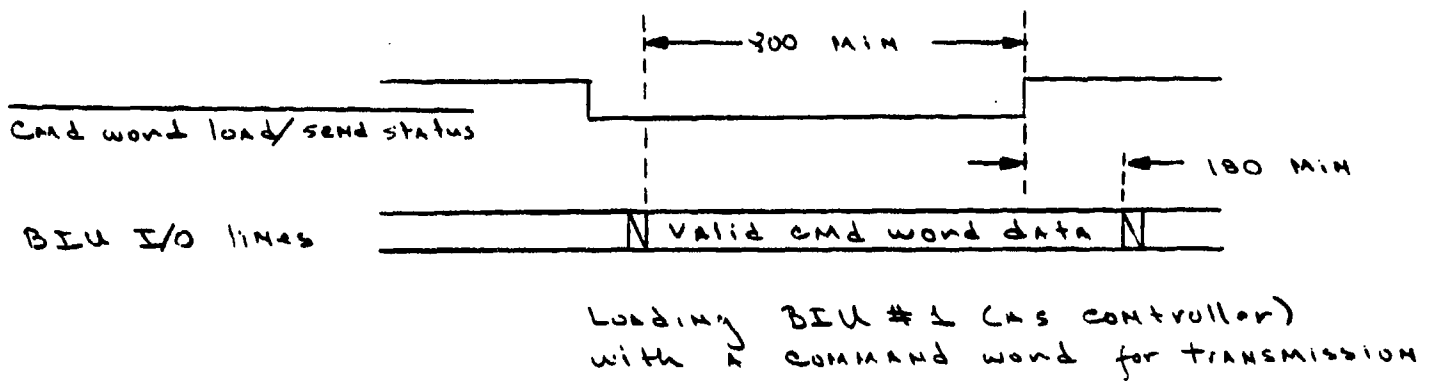 300 MIN
CMd word load/send status
180 MIN
BIU I/O lines
Valid cmd word data
Loading BIU #1 (as controller)
with a command word for transmission